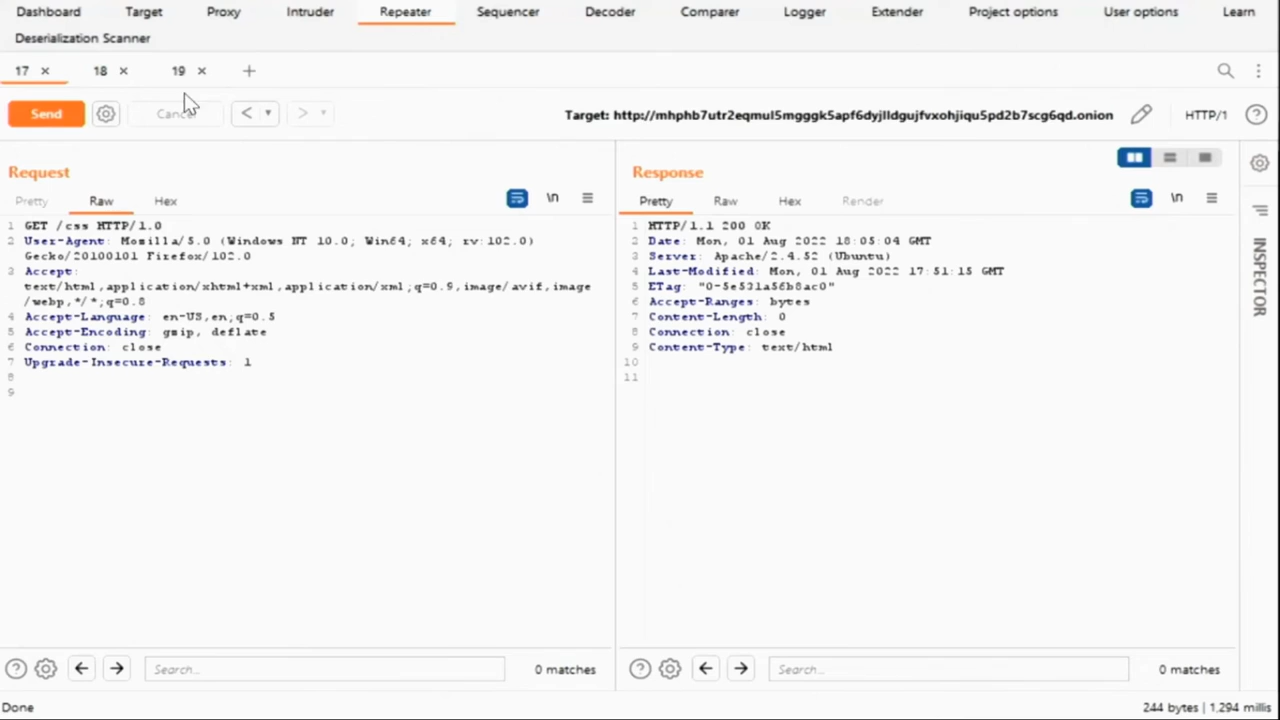 Dashboard Target Proxy Intruder Repeater Sequencer Decoder Comparer Logger Extender Project options User options Learn
Deserialization Scanner
17 × 18 × 19 × +
Send Cancel < > Target: http://mhphb7utr2eqmul5mgggk5apf6dyjlldgujfvxohjiqu5pd2b7scg6qd.onion HTTP/1
Request
Pretty Raw Hex \n
1 GET /css HTTP/1.0
2 User-Agent: Mozilla/5.0 (Windows NT 10.0; Win64; x64; rv:102.0)
Gecko/20100101 Firefox/102.0
3 Accept:
text/html,application/xhtml+xml,application/xml;q=0.9,image/avif,image
/webp,*/*;q=0.8
4 Accept-Language: en-US,en;q=0.5
5 Accept-Encoding: gzip, deflate
6 Connection: close
7 Upgrade-Insecure-Requests: 1
8
9
Response
Pretty Raw Hex Render \n
1 HTTP/1.1 200 OK
2 Date: Mon, 01 Aug 2022 18:05:04 GMT
3 Server: Apache/2.4.52 (Ubuntu)
4 Last-Modified: Mon, 01 Aug 2022 17:51:15 GMT
5 ETag: "0-5e531a56b8ac0"
6 Accept-Ranges: bytes
7 Content-Length: 0
8 Connection: close
9 Content-Type: text/html
10
11
INSPECTOR
Search... 0 matches
Search... 0 matches
Done 244 bytes | 1,294 millis